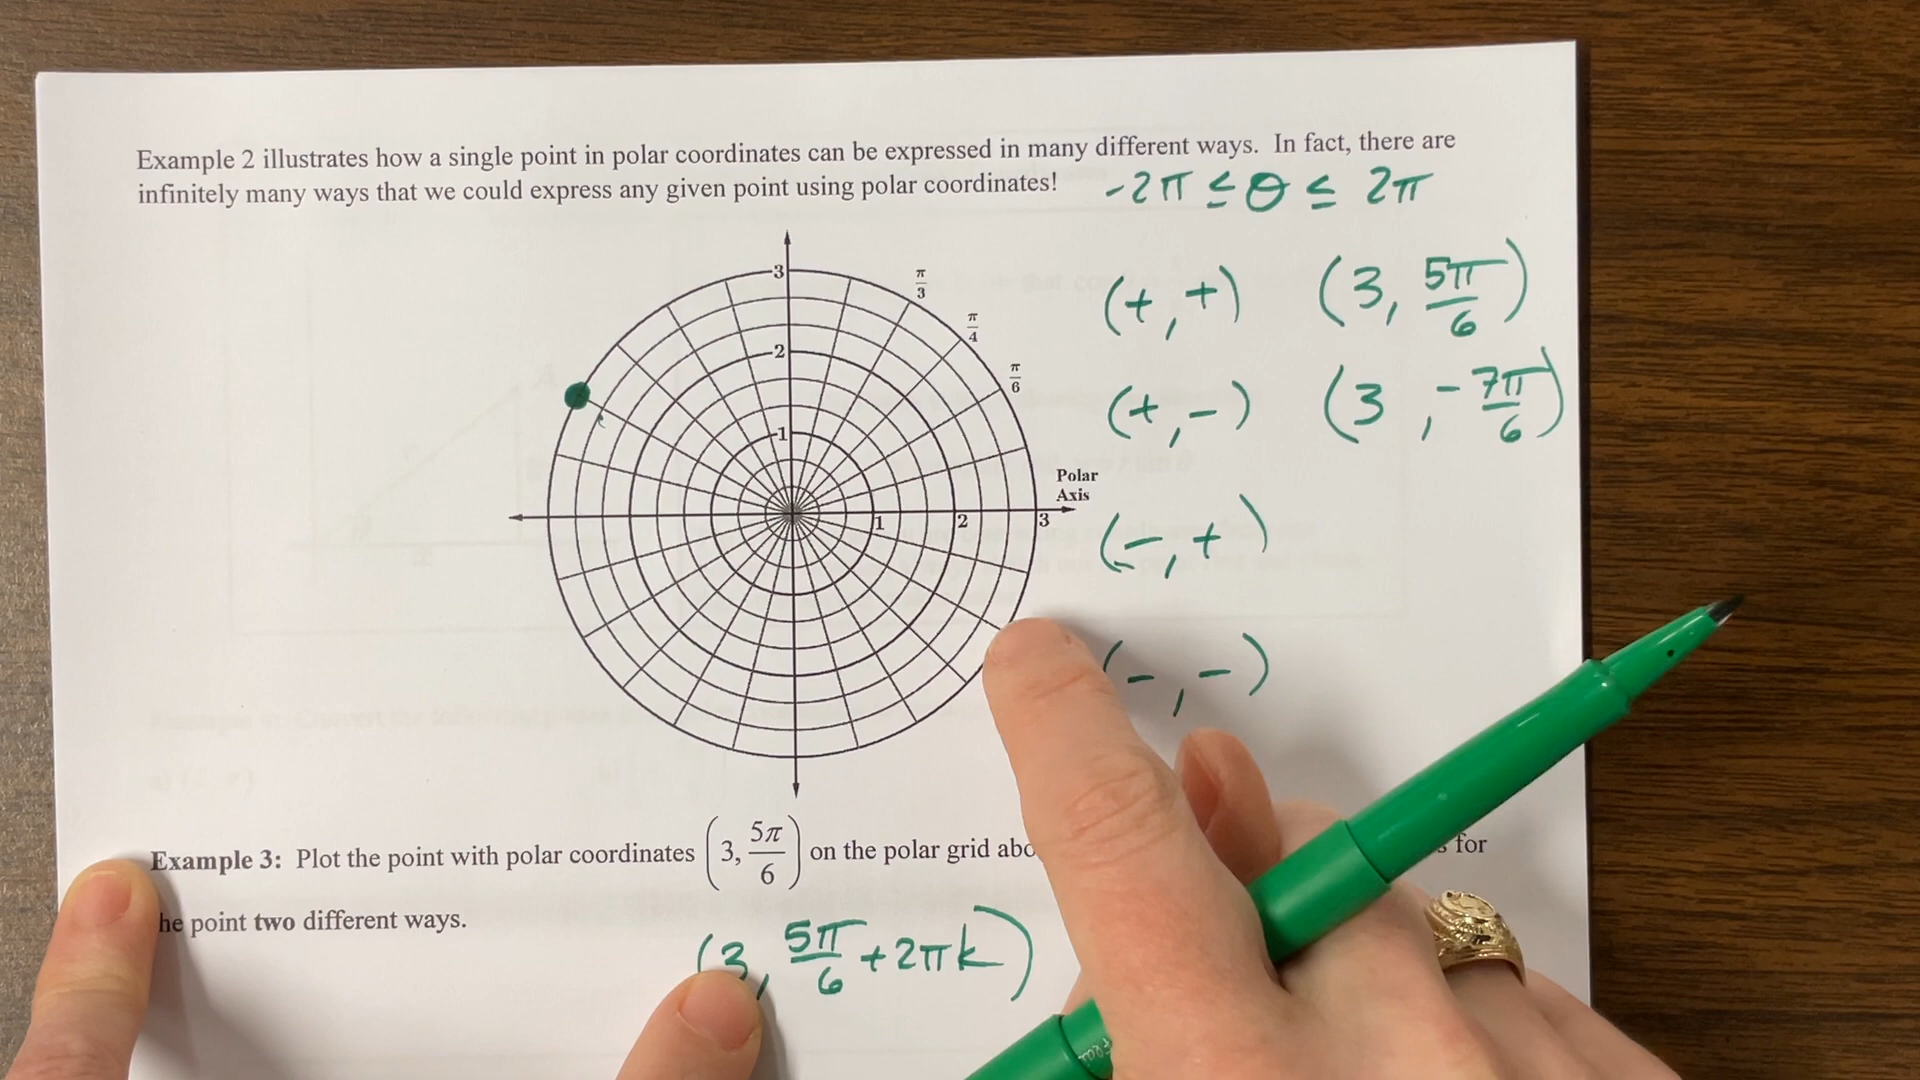 Example 2 illustrates how a single point in polar coordinates can be expressed in many different ways. In fact, there are
infinitely many ways that we could express any given point using polar coordinates!
-2π ≤ θ ≤ 2π
3
π/3
(+, +) (3, 5π/6)
π/4
2
π/6
(+, -) (3, -7π/6)
1
Polar
Axis
1 2 3
(-, +)
(-, -)
Example 3: Plot the point with polar coordinates (3, 5π/6) on the polar grid for
he point two different ways.
(3, 5π/6 + 2πk)